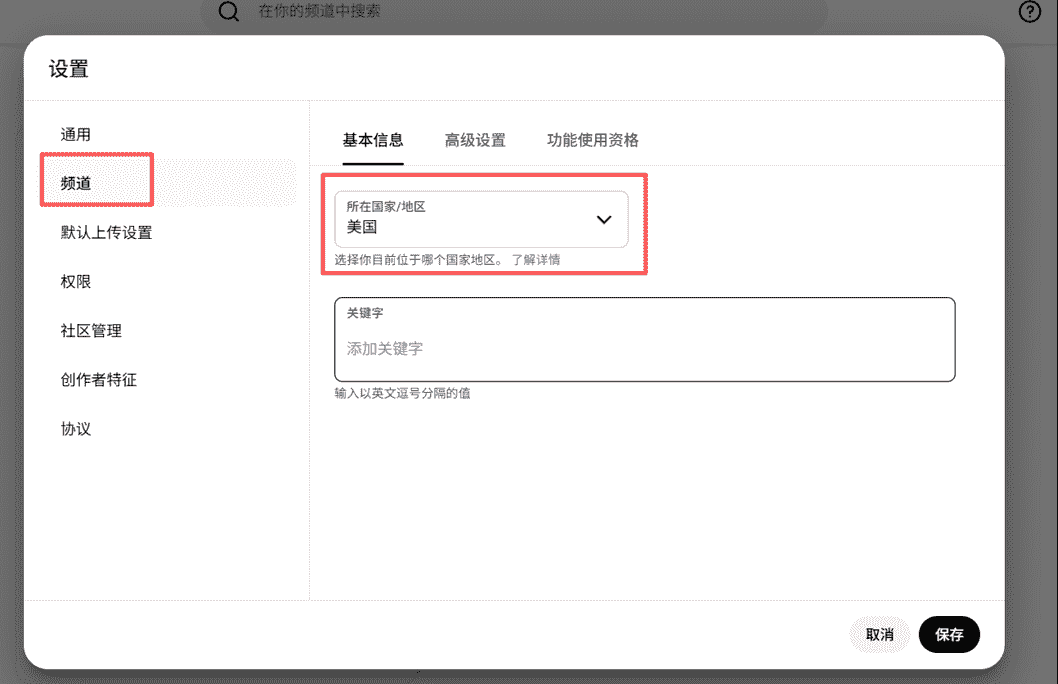 在你的频道中搜索
设置
通用
频道
默认上传设置
权限
社区管理
创作者特征
协议
基本信息 高级设置 功能使用资格
所在国家/地区
美国
选择你目前位于哪个国家地区。 了解详情
关键字
添加关键字
输入以英文逗号分隔的值
取消 保存